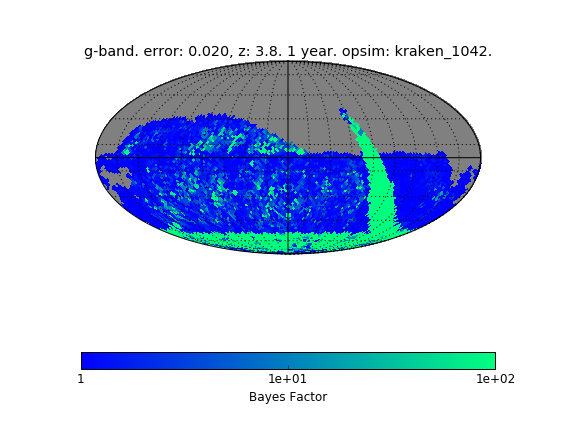 g-band. error: 0.020, z: 3.8. 1 year. opsim: kraken_1042.
1 1e+01 1e+02
Bayes Factor